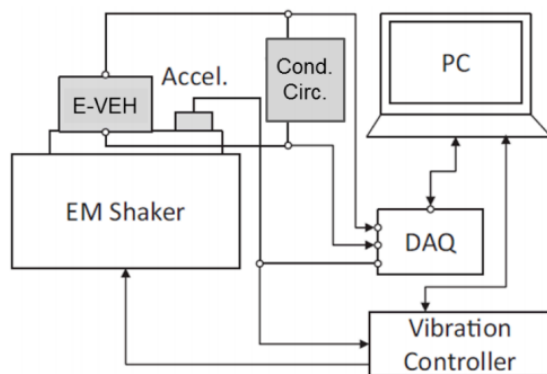 Accel.
Cond.
Circ.
PC
E-VEH
EM Shaker
DAQ
Vibration
Controller